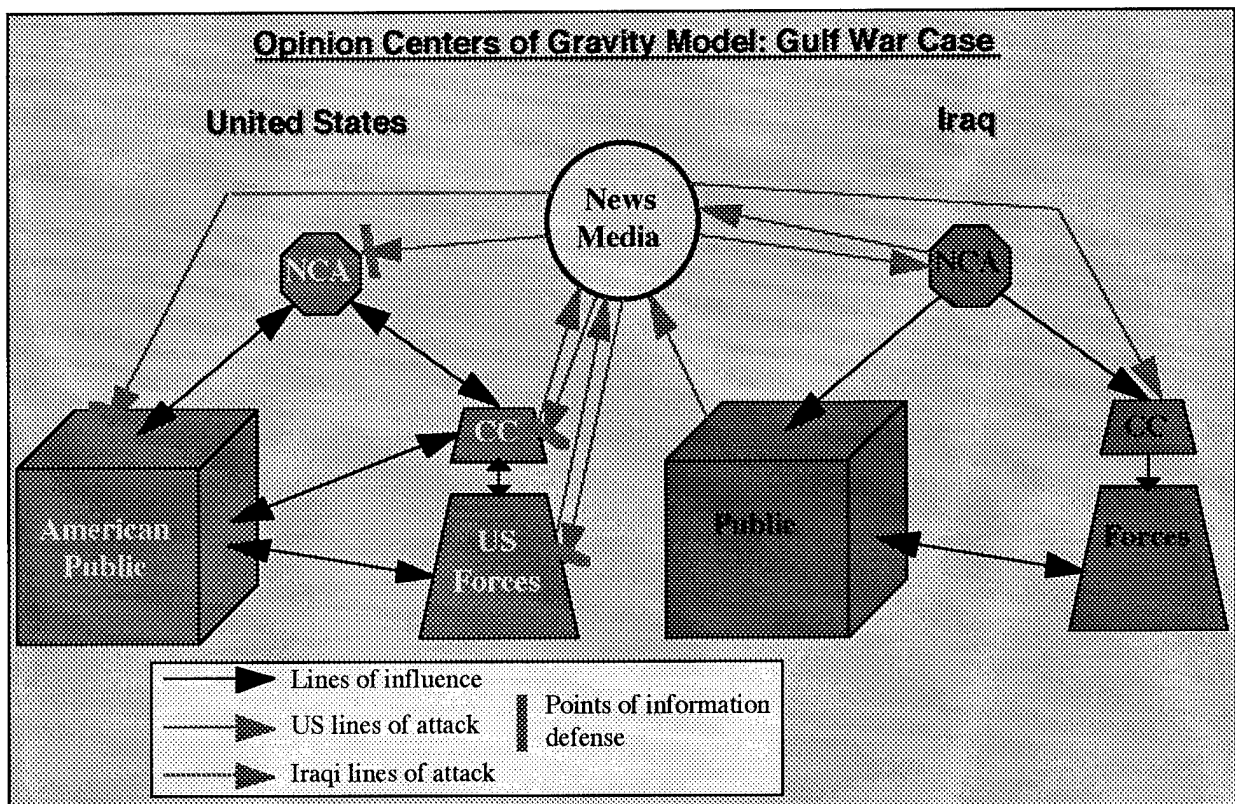 Opinion Centers of Gravity Model: Gulf War Case
United States
Iraq
News
Media
NCA
NCA
CC
CC
American
Public
US
Forces
Public
Forces
Lines of influence
US lines of attack
Iraqi lines of attack
Points of information
defense